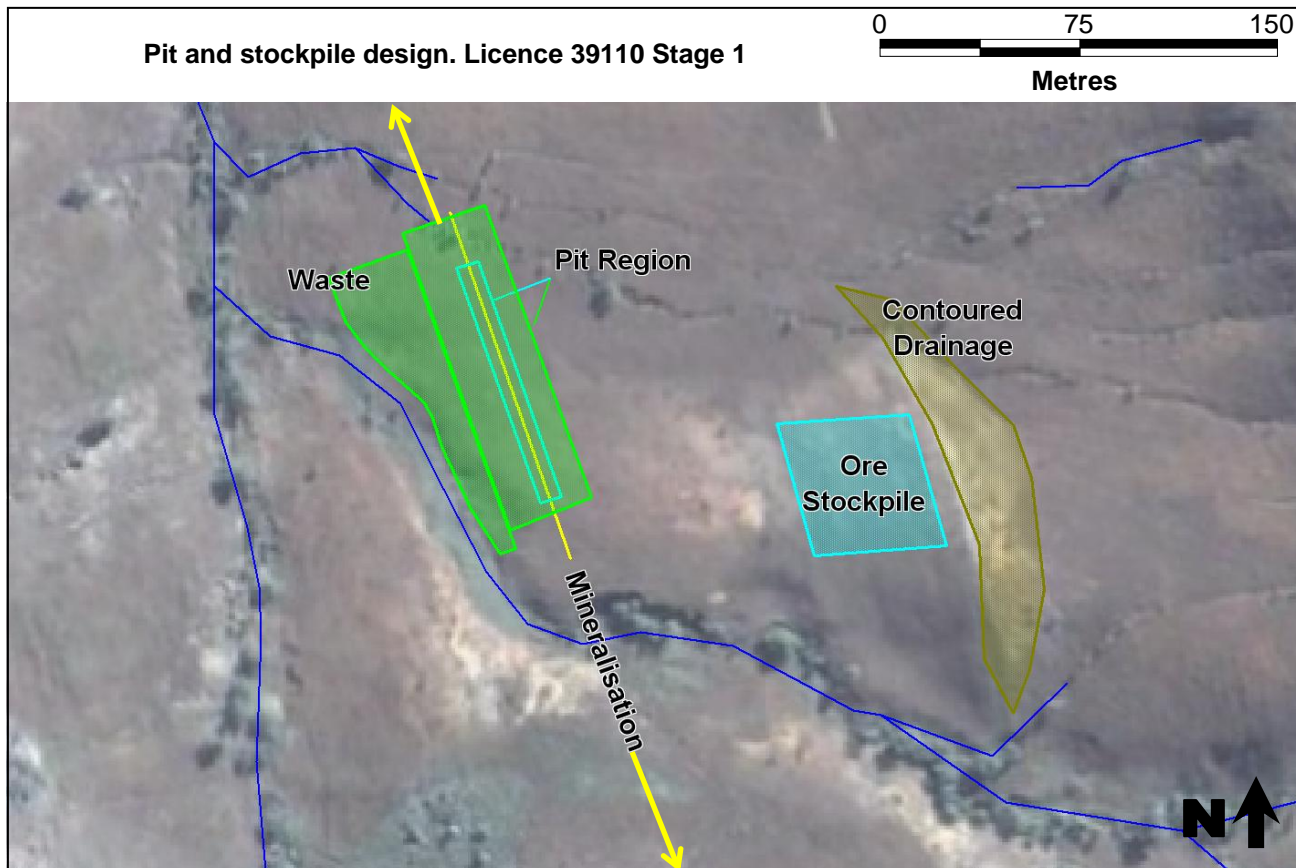 0 75 150
Pit and stockpile design. Licence 39110 Stage 1
Metres
Pit Region
Waste
Contoured
Drainage
Ore
Stockpile
Mineralisation
N